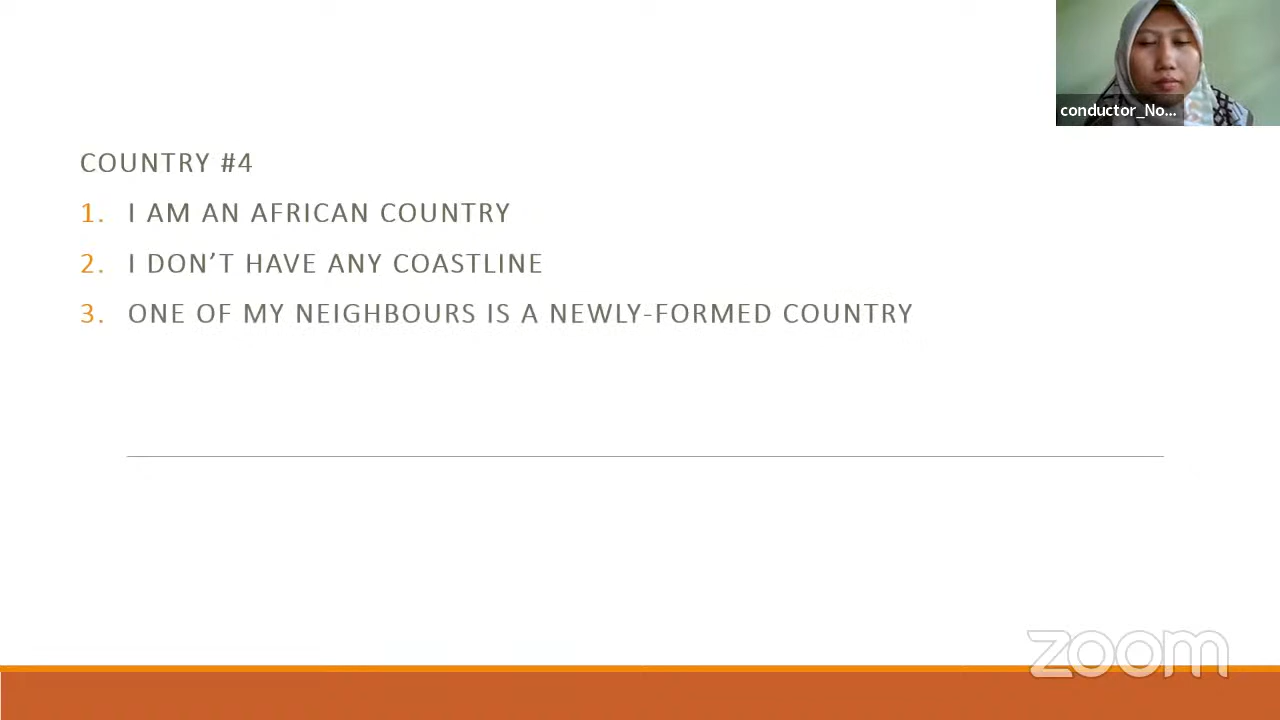 conductor_No...
COUNTRY #4
1. I AM AN AFRICAN COUNTRY
2. I DON’T HAVE ANY COASTLINE
3. ONE OF MY NEIGHBOURS IS A NEWLY-FORMED COUNTRY
zoom